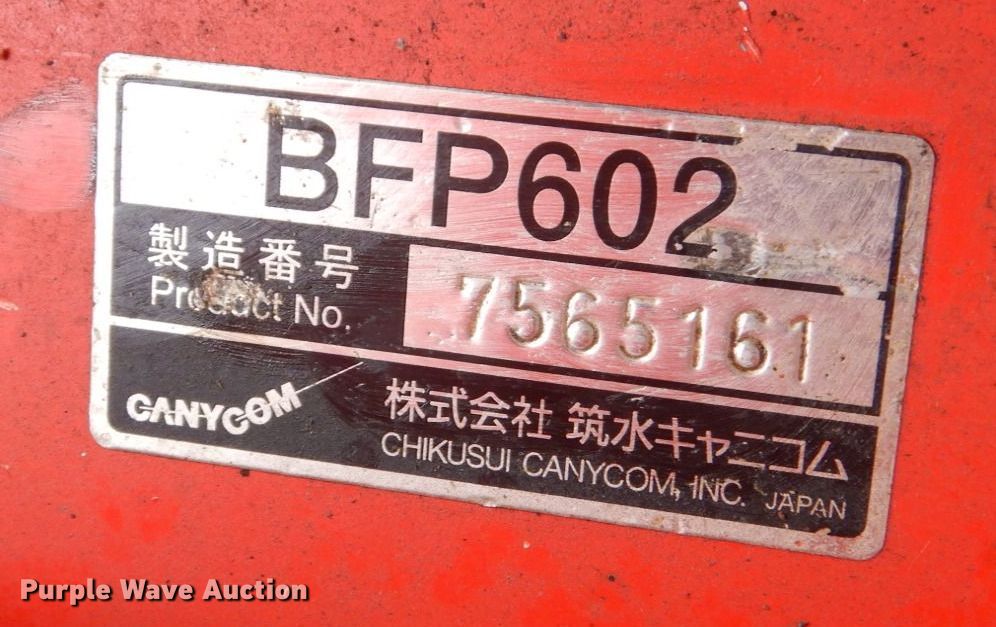 BFP602
製造番号
Product No.
7565161
CANYCOM
株式会社 筑水キャニコム
CHIKUSUI CANYCOM, INC. JAPAN
Purple Wave Auction